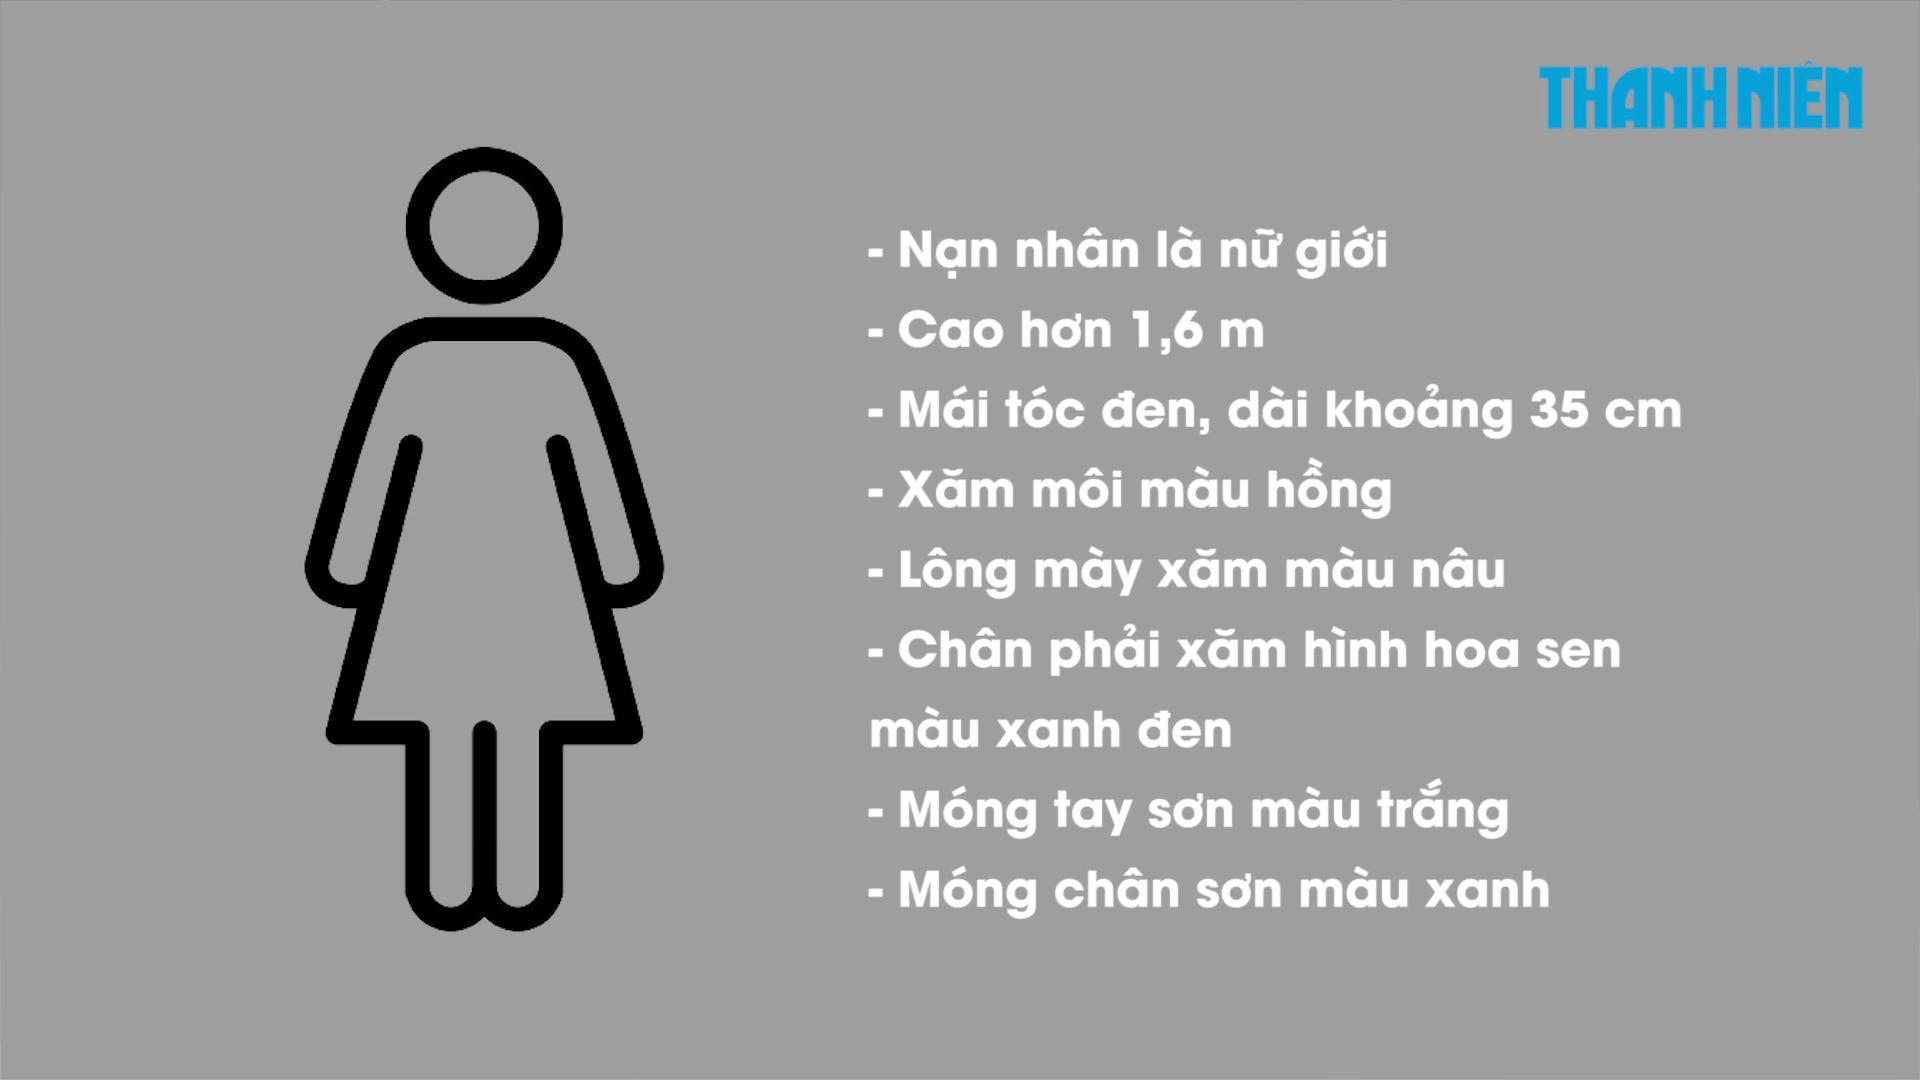 THANH NIÊN
- Nạn nhân là nữ giới
- Cao hơn 1,6 m
- Mái tóc đen, dài khoảng 35 cm
- Xăm môi màu hồng
- Lông mày xăm màu nâu
- Chân phải xăm hình hoa sen
màu xanh đen
- Móng tay sơn màu trắng
- Móng chân sơn màu xanh